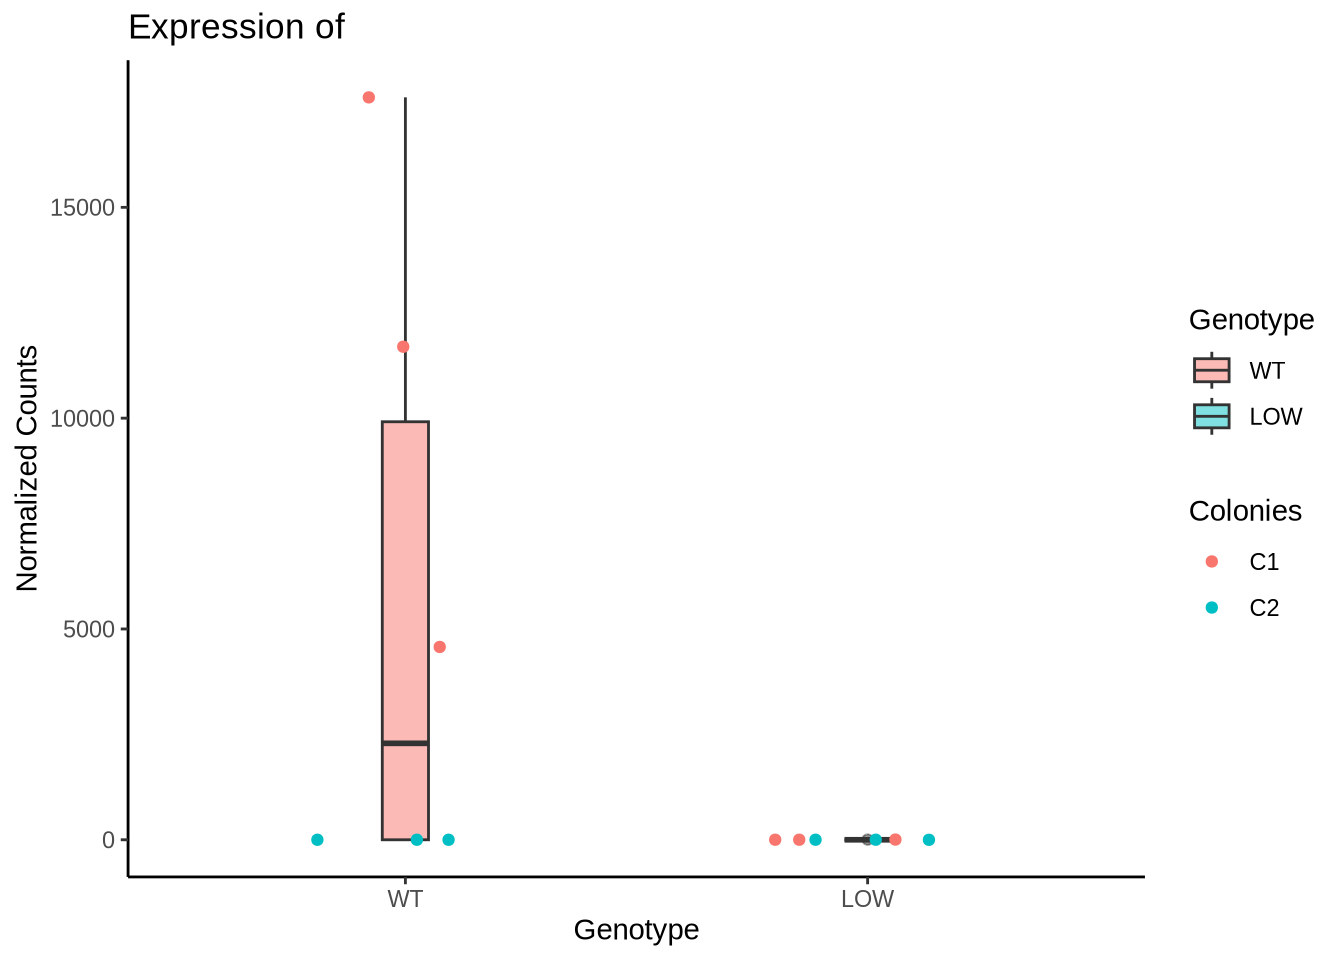 Expression of
Normalized Counts
15000
10000
5000
0
WT
LOW
Genotype
Genotype
WT
LOW
Colonies
C1
C2